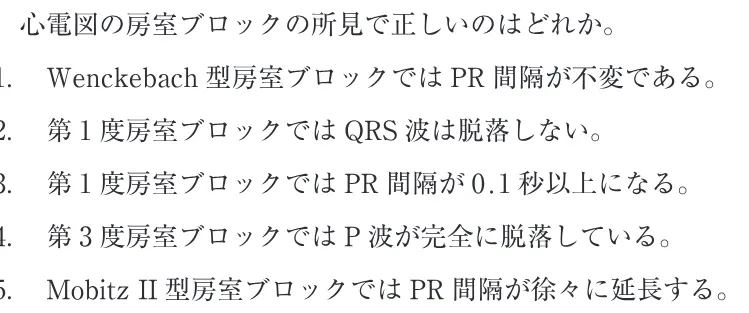 心電図の房室ブロックの所見で正しいのはどれか。
1. Wenckebach 型房室ブロックでは PR 間隔が不変である。
2. 第 1 度房室ブロックでは QRS 波は脱落しない。
3. 第 1 度房室ブロックでは PR 間隔が 0.1 秒以上になる。
4. 第 3 度房室ブロックでは P 波が完全に脱落している。
5. Mobitz II 型房室ブロックでは PR 間隔が徐々に延長する。